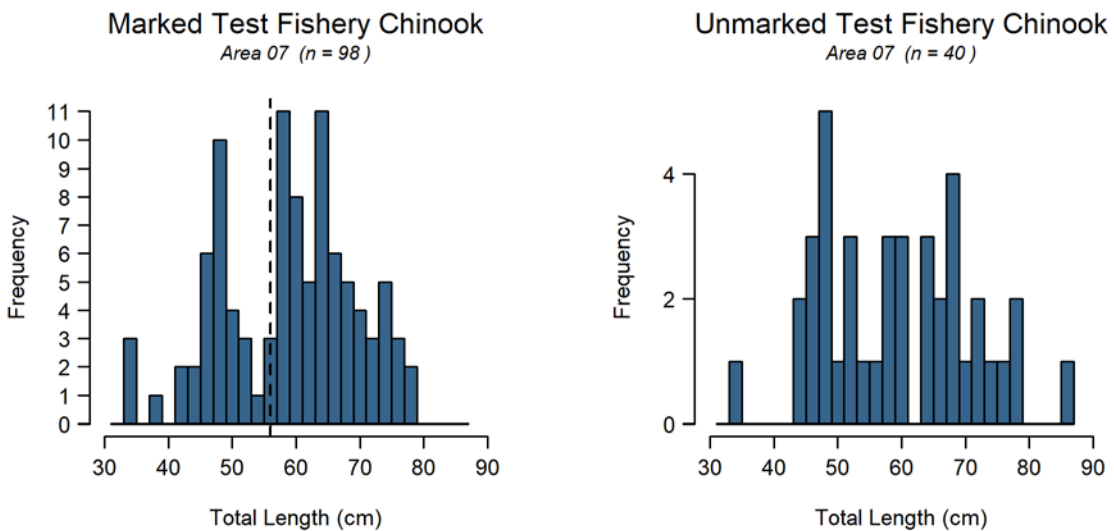 Marked Test Fishery Chinook
Area 07 (n = 98 )
Frequency
11
10
9
8
7
6
5
4
3
2
1
0
30 40 50 60 70 80 90
Total Length (cm)
Unmarked Test Fishery Chinook
Area 07 (n = 40 )
Frequency
4
2
0
30 40 50 60 70 80 90
Total Length (cm)